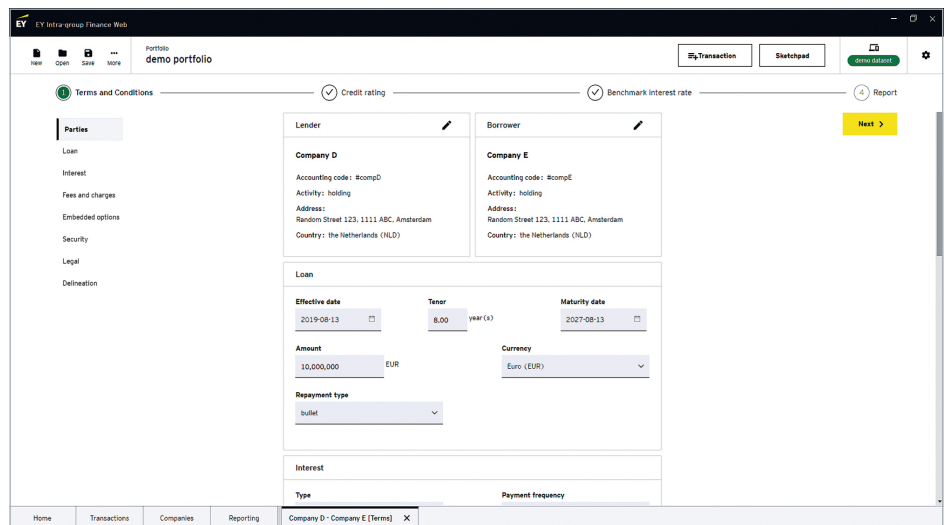 EY EY Intra-group Finance Web
New Open Save More
Portfolio
demo portfolio
Transaction
Sketchpad
demo dataset
1 Terms and Conditions
Credit rating
Benchmark interest rate
4 Report
Parties
Loan
Interest
Fees and charges
Embedded options
Security
Legal
Delineation
Lender
Company D
Accounting code: #compD
Activity: holding
Address:
Random Street 123, 1111 ABC, Amsterdam
Country: the Netherlands (NLD)
Borrower
Company E
Accounting code: #compE
Activity: holding
Address:
Random Street 123, 1111 ABC, Amsterdam
Country: the Netherlands (NLD)
Next >
Loan
Effective date Tenor Maturity date
2019-08-13 8.00 year(s) 2027-08-13
Amount Currency
10,000,000 EUR Euro (EUR)
Repayment type
bullet
Interest
Type Payment frequency
Home Transactions Companies Reporting Company D - Company E [Terms] X